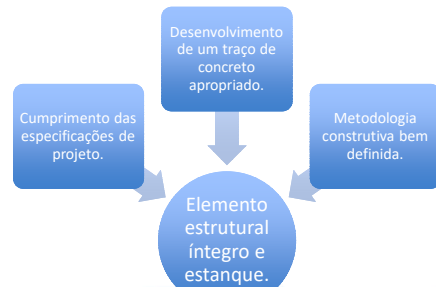 Desenvolvimento
de um traço de
concreto
apropriado.
Cumprimento das
especificações de
projeto.
Metodologia
construtiva bem
definida.
Elemento
estrutural
íntegro e
estanque.